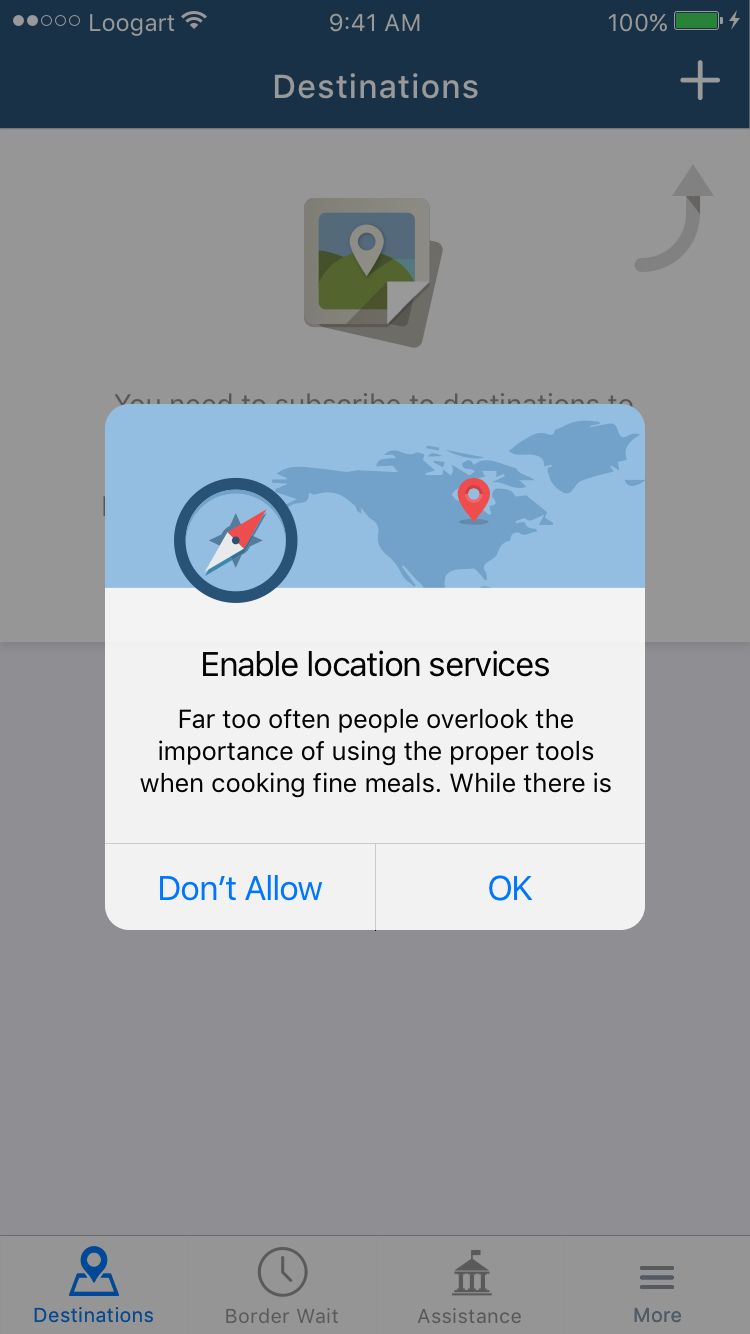 Loogart 9:41 AM 100%
Destinations
You need to subscribe to destinations to
Enable location services
Far too often people overlook the
importance of using the proper tools
when cooking fine meals. While there is
Don’t Allow OK
Destinations Border Wait Assistance More